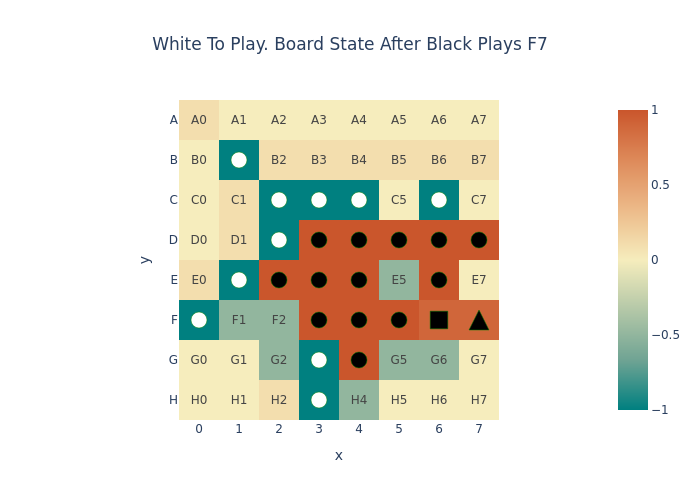 White To Play. Board State After Black Plays F7
A A0 A1 A2 A3 A4 A5 A6 A7
B B0 B2 B3 B4 B5 B6 B7
C C0 C1 C5 C7
D D0 D1
E E0 E5 E7
F F1 F2
G G0 G1 G2 G5 G6 G7
H H0 H1 H2 H4 H5 H6 H7
0 1 2 3 4 5 6 7
x
y
1
0.5
0
−0.5
−1